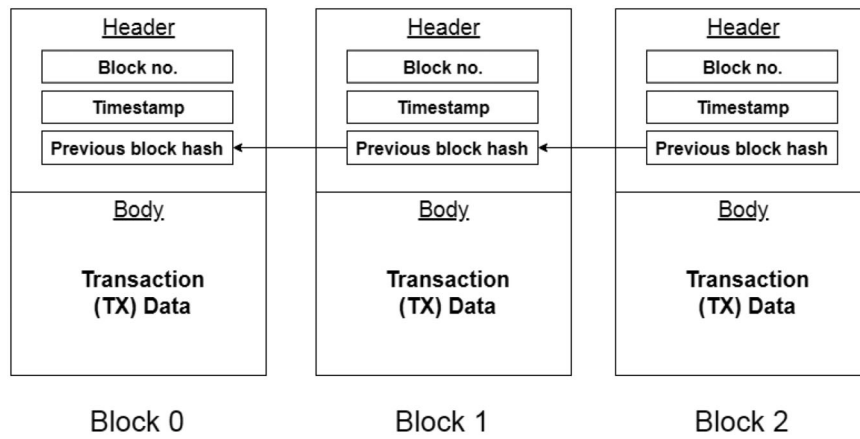 Header
Block no.
Timestamp
Previous block hash
Body
Transaction
(TX) Data
Block 0
Header
Block no.
Timestamp
Previous block hash
Body
Transaction
(TX) Data
Block 1
Header
Block no.
Timestamp
Previous block hash
Body
Transaction
(TX) Data
Block 2